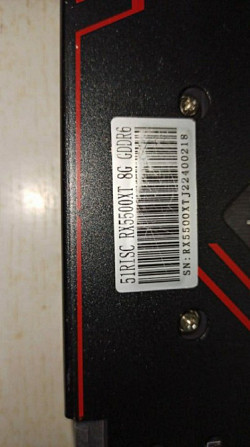 51RISC RX5500XT 8G GDDR6
SN:RX5500XTJ22400218